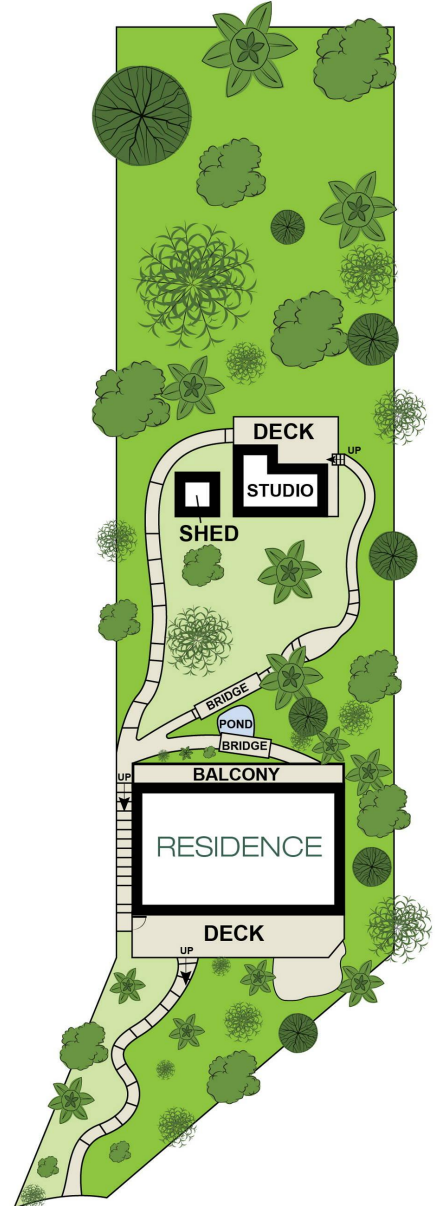 DECK
UP
STUDIO
SHED
BRIDGE
POND
BRIDGE
UP
BALCONY
RESIDENCE
DECK
UP